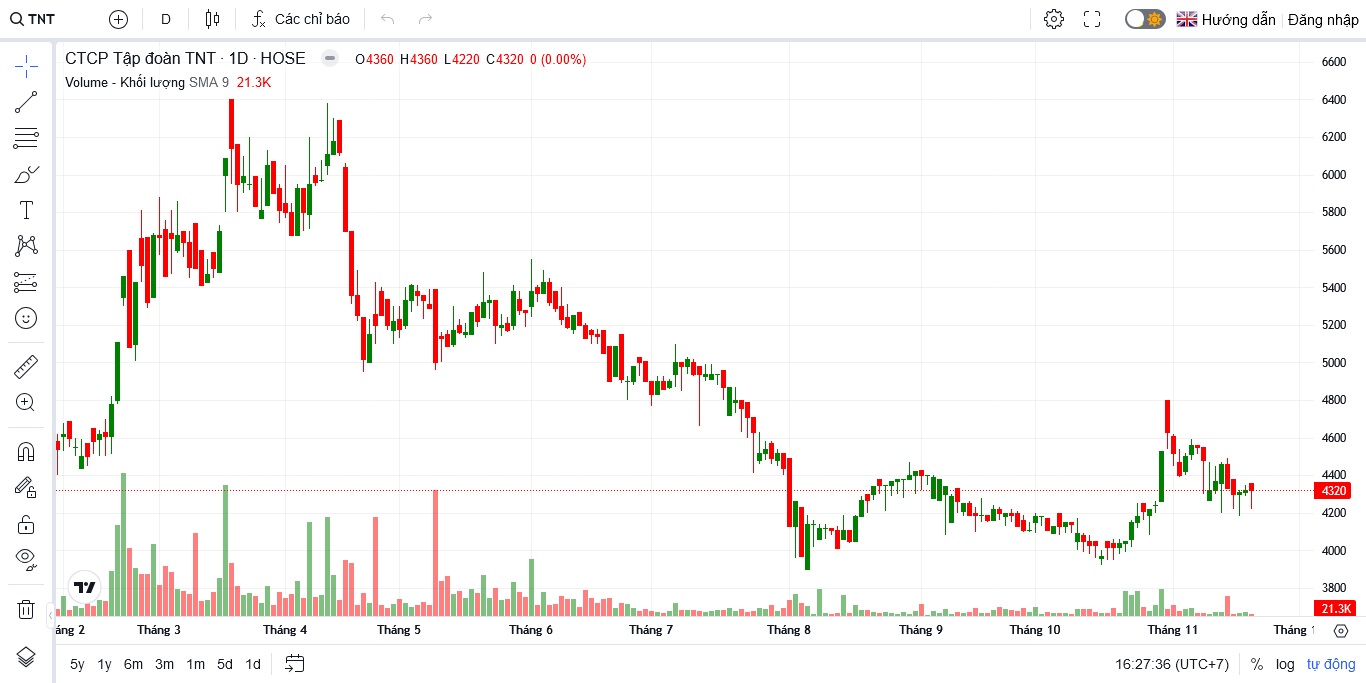 TNT D Các chỉ báo Hướng dẫn Đăng nhập
CTCP Tập đoàn TNT · 1D · HOSE O4360 H4360 L4220 C4320 0 (0.00%)
Volume - Khối lượng SMA 9 21.3K
6600
6400
6200
6000
5800
5600
5400
5200
5000
4800
4600
4400
4320
4200
4000
3800
21.3K
áng 2 Tháng 3 Tháng 4 Tháng 5 Tháng 6 Tháng 7 Tháng 8 Tháng 9 Tháng 10 Tháng 11 Tháng 1
5y 1y 6m 3m 1m 5d 1d 16:27:36 (UTC+7) % log tự động